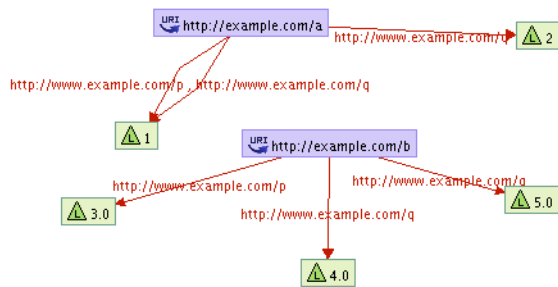 URI http://example.com/a
http://www.example.com/q
L 2
http://www.example.com/p , http://www.example.com/q
L 1
URI http://example.com/b
http://www.example.com/p
http://www.example.com/q
L 3.0
http://www.example.com/q
L 5.0
L 4.0